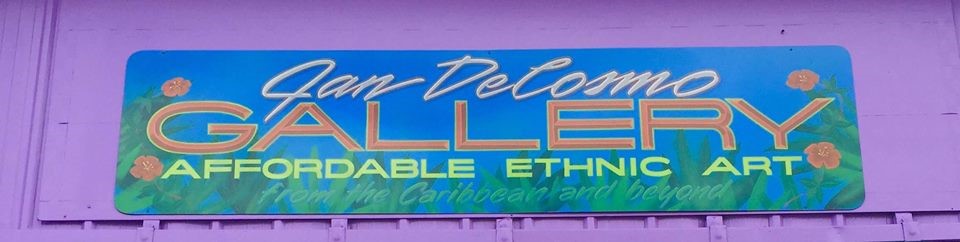 Jan DeCosmo
GALLERY
AFFORDABLE ETHNIC ART
from the Caribbean and beyond